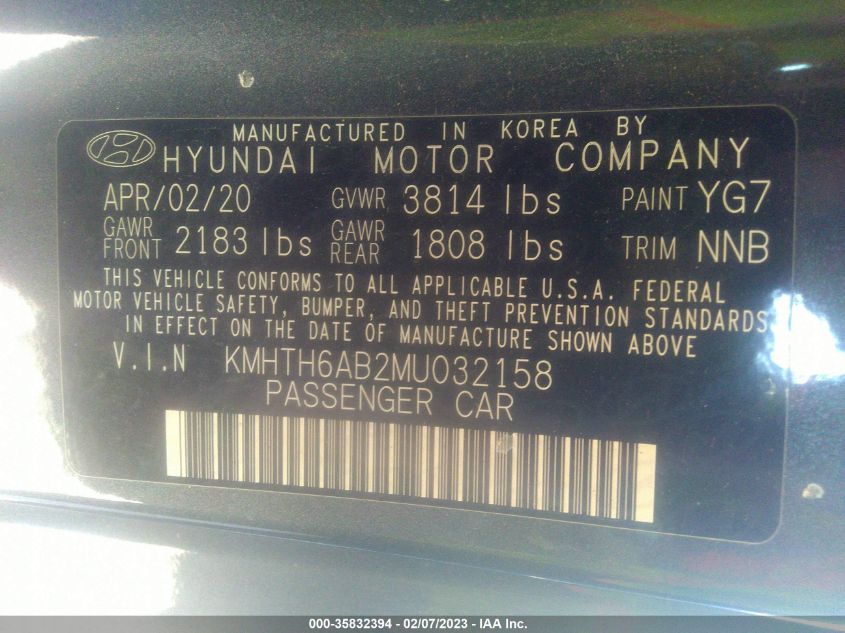 MANUFACTURED IN KOREA BY
HYUNDAI MOTOR COMPANY
APR/02/20 GVWR 3814 lbs PAINT YG7
GAWR FRONT 2183 lbs GAWR REAR 1808 lbs TRIM NNB
THIS VEHICLE CONFORMS TO ALL APPLICABLE U.S.A. FEDERAL
MOTOR VEHICLE SAFETY, BUMPER, AND THEFT PREVENTION STANDARDS
IN EFFECT ON THE DATE OF MANUFACTURE SHOWN ABOVE
V.I.N KMHTH6AB2MU032158
PASSENGER CAR
000-35832394 - 02/07/2023 - IAA Inc.